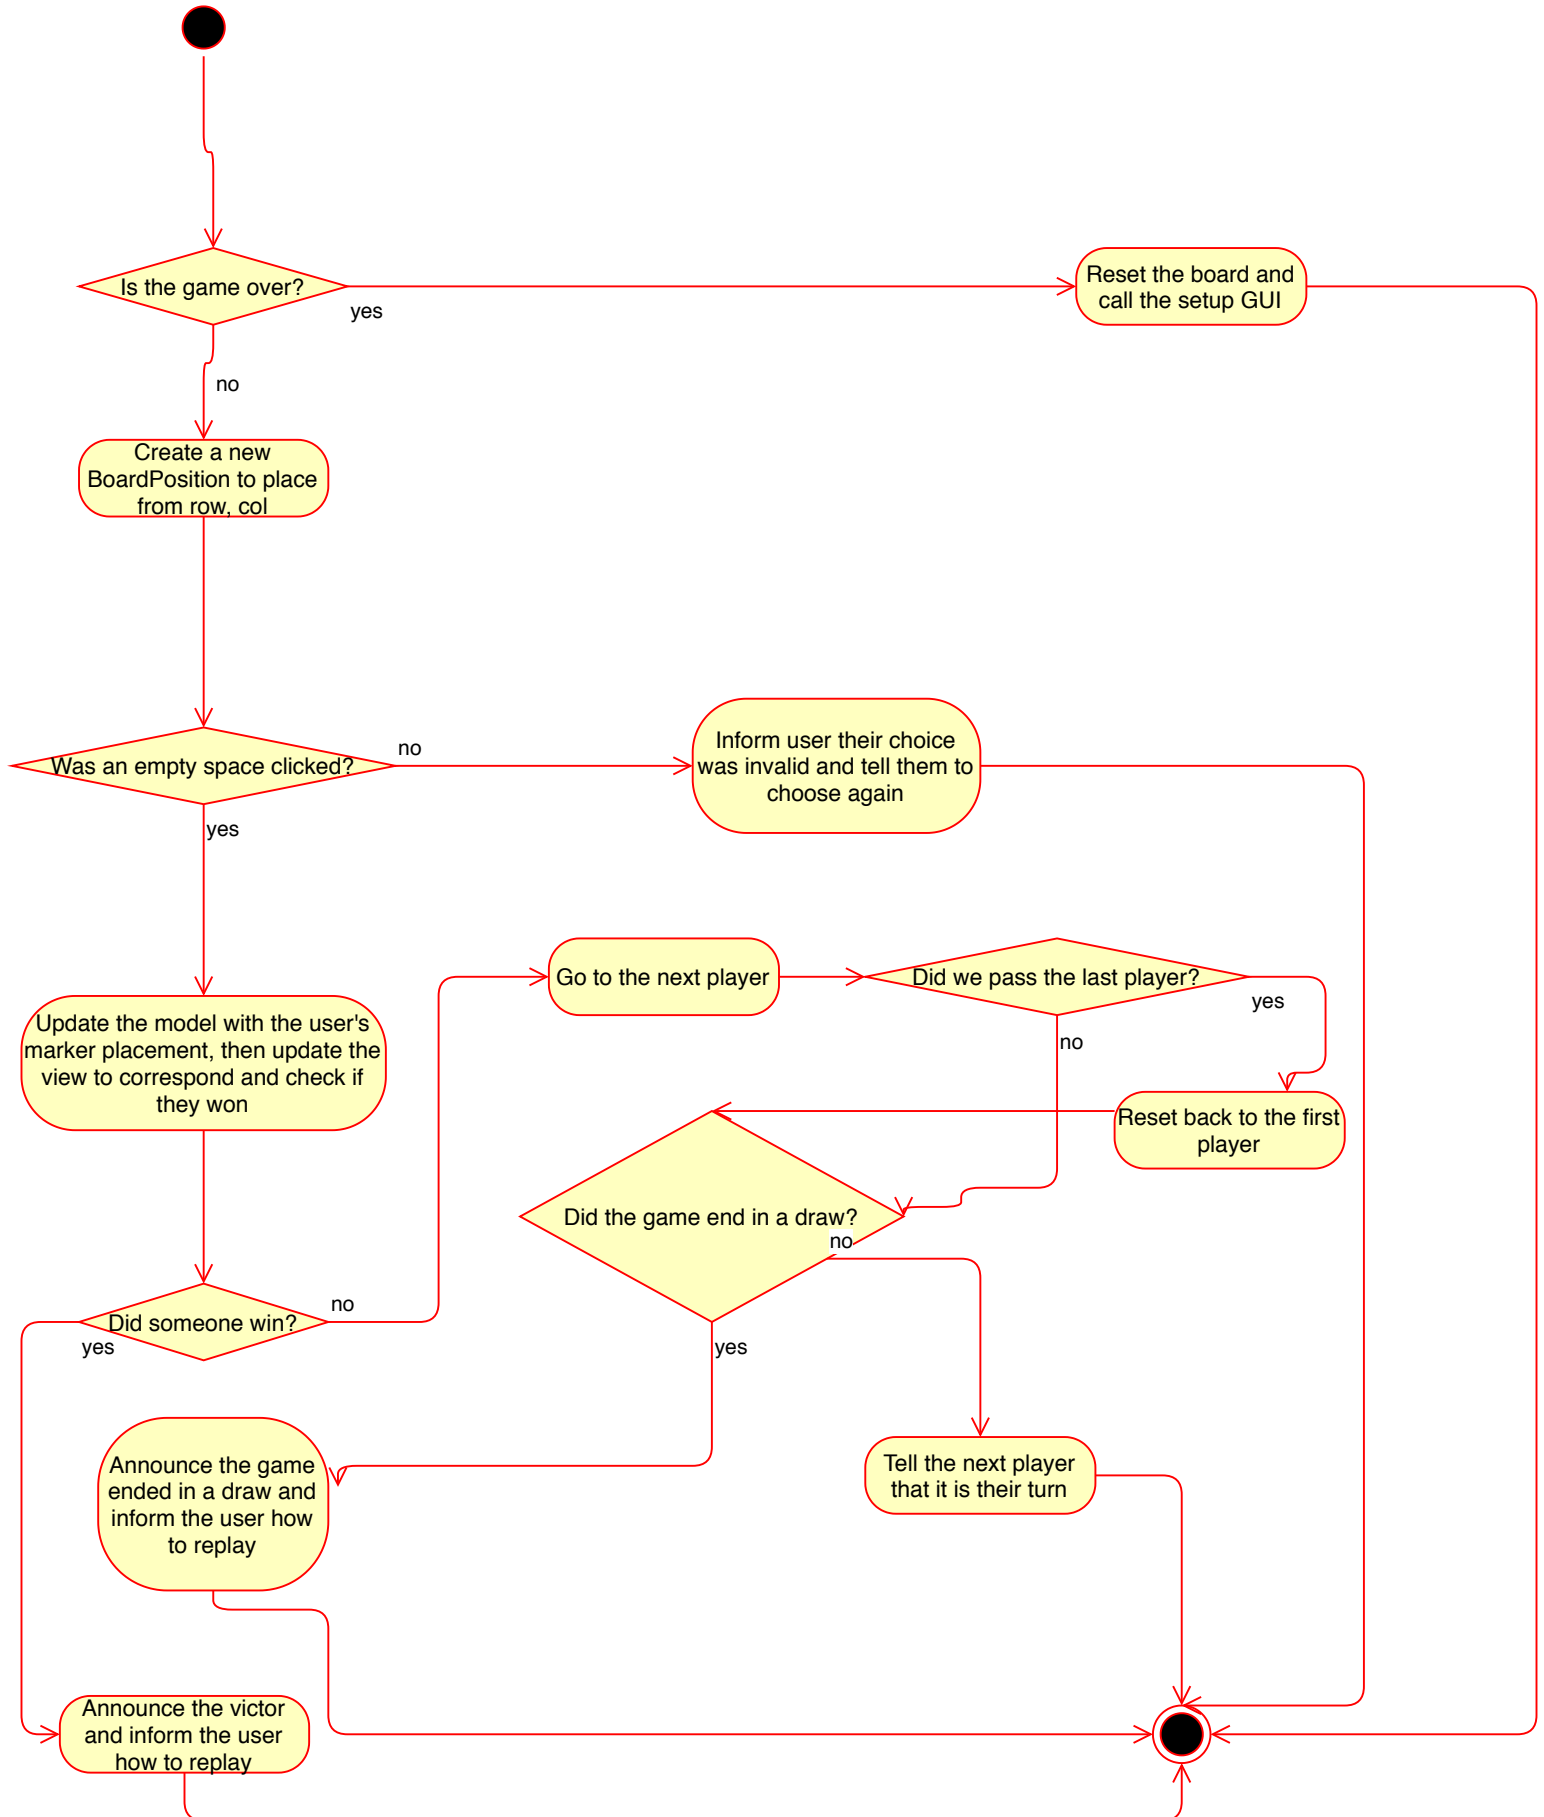 Is the game over?
yes
Reset the board and
call the setup GUI
no
Create a new
BoardPosition to place
from row, col
Was an empty space clicked?
no
Inform user their choice
was invalid and tell them to
choose again
yes
Go to the next player
Did we pass the last player?
yes
no
Update the model with the user's
marker placement, then update the
view to correspond and check if
they won
Reset back to the first
player
Did the game end in a draw?
no
Did someone win?
no
yes
yes
Announce the game
ended in a draw and
inform the user how
to replay
Tell the next player
that it is their turn
Announce the victor
and inform the user
how to replay